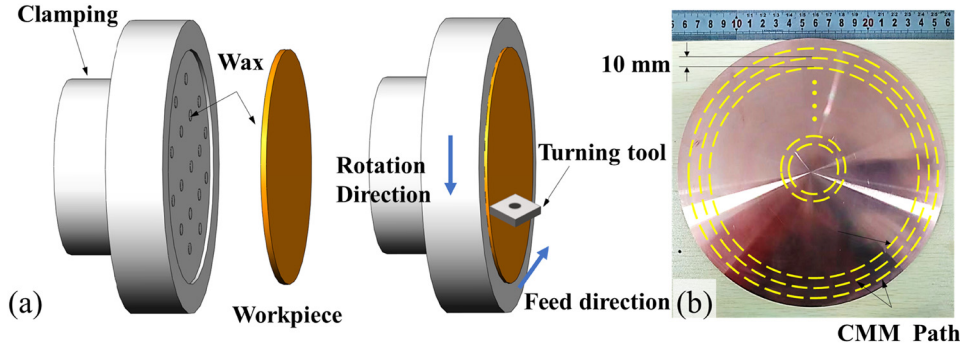 Clamping
Wax
Rotation
Direction
Turning tool
Feed direction
Workpiece
(a)
10 mm
(b)
CMM Path